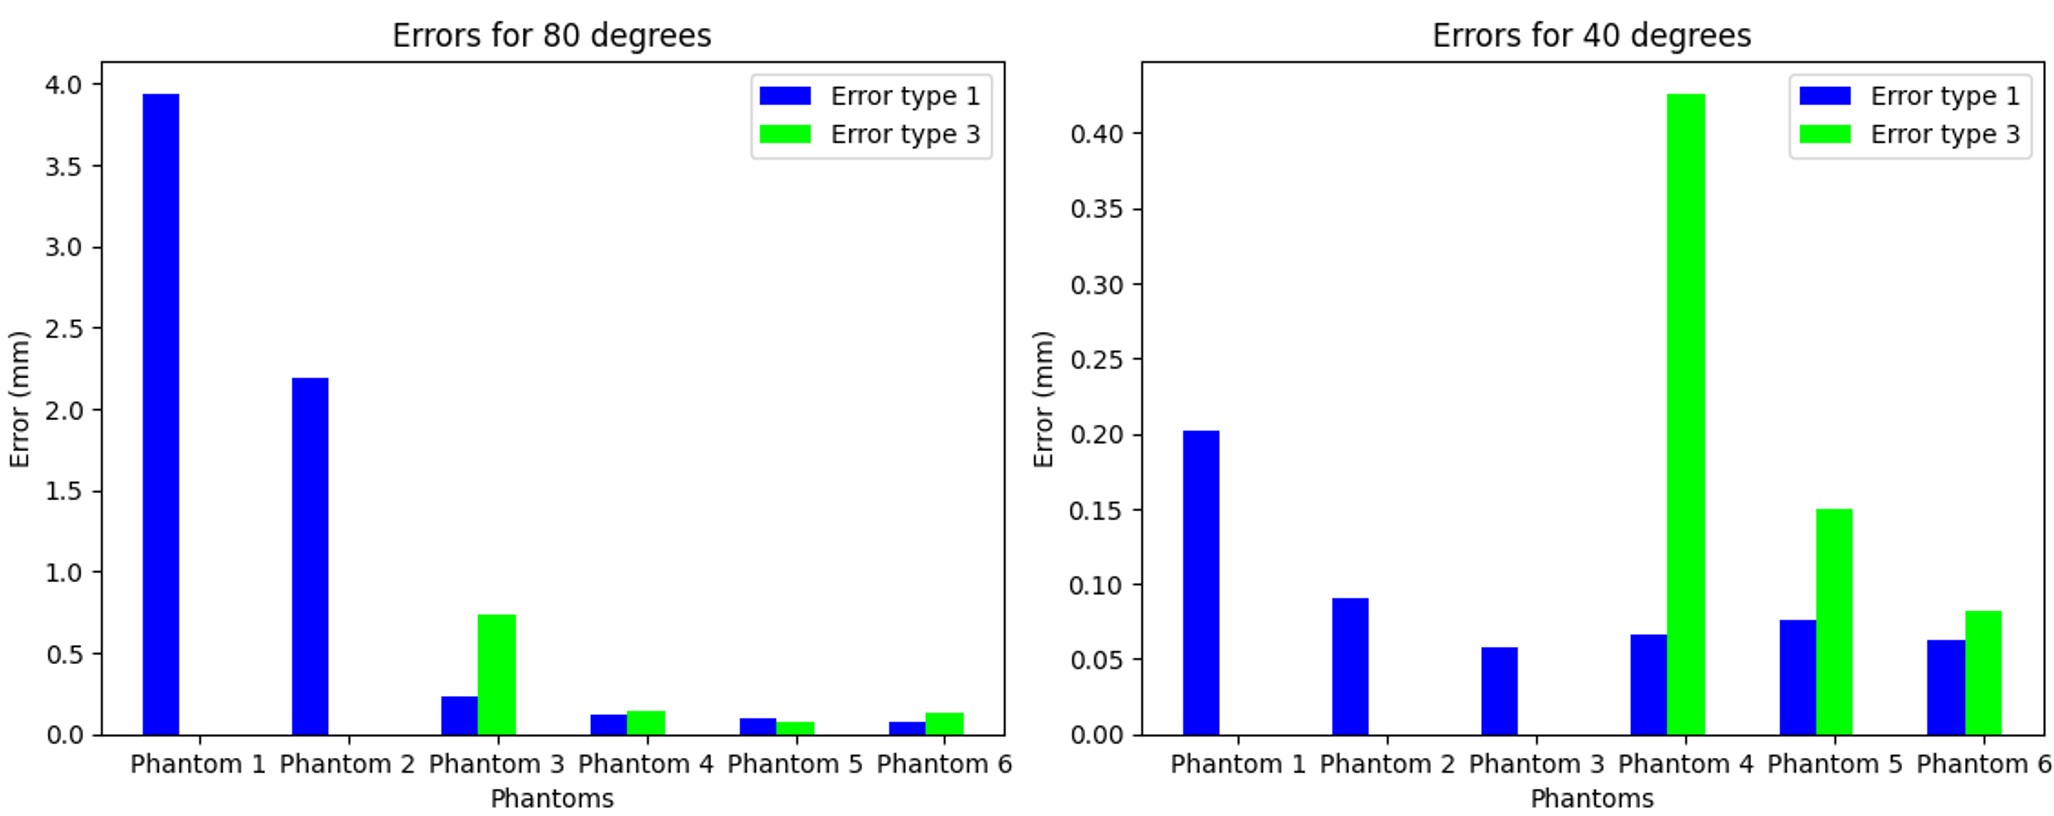 Errors for 80 degrees
Error type 1
Error type 3
4.0
3.5
3.0
2.5
2.0
1.5
1.0
0.5
0.0
Error (mm)
Phantom 1 Phantom 2 Phantom 3 Phantom 4 Phantom 5 Phantom 6
Phantoms
Errors for 40 degrees
Error type 1
Error type 3
0.40
0.35
0.30
0.25
0.20
0.15
0.10
0.05
0.00
Error (mm)
Phantom 1 Phantom 2 Phantom 3 Phantom 4 Phantom 5 Phantom 6
Phantoms